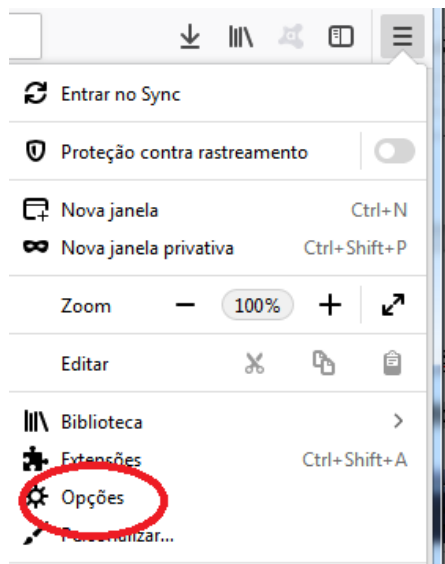 Entrar no Sync
Proteção contra rastreamento
Nova janela Ctrl+N
Nova janela privativa Ctrl+Shift+P
Zoom 100%
Editar
Biblioteca
Extensões Ctrl+Shift+A
Opções
Personalizar...